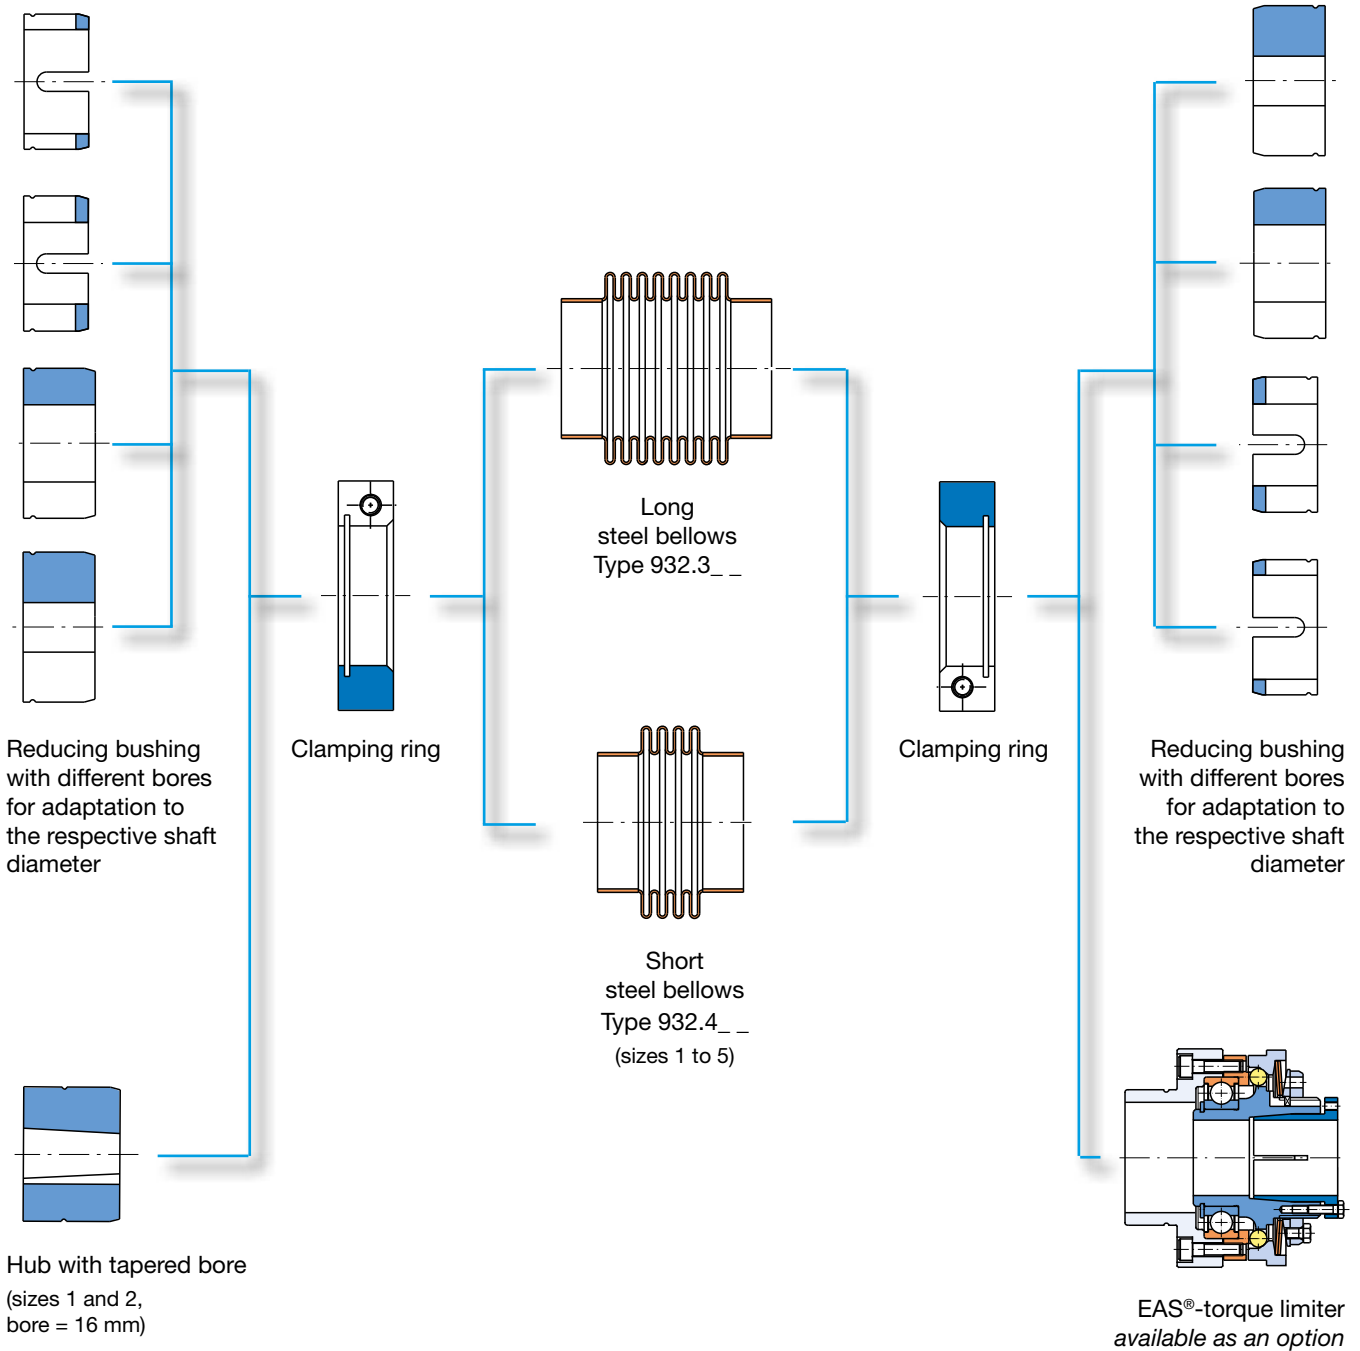 Long
steel bellows
Type 932.3_ _
Reducing bushing
with different bores
for adaptation to
the respective shaft
diameter
Clamping ring
Clamping ring
Reducing bushing
with different bores
for adaptation to
the respective shaft
diameter
Short
steel bellows
Type 932.4_ _
(sizes 1 to 5)
Hub with tapered bore
(sizes 1 and 2,
bore = 16 mm)
EAS®-torque limiter
available as an option